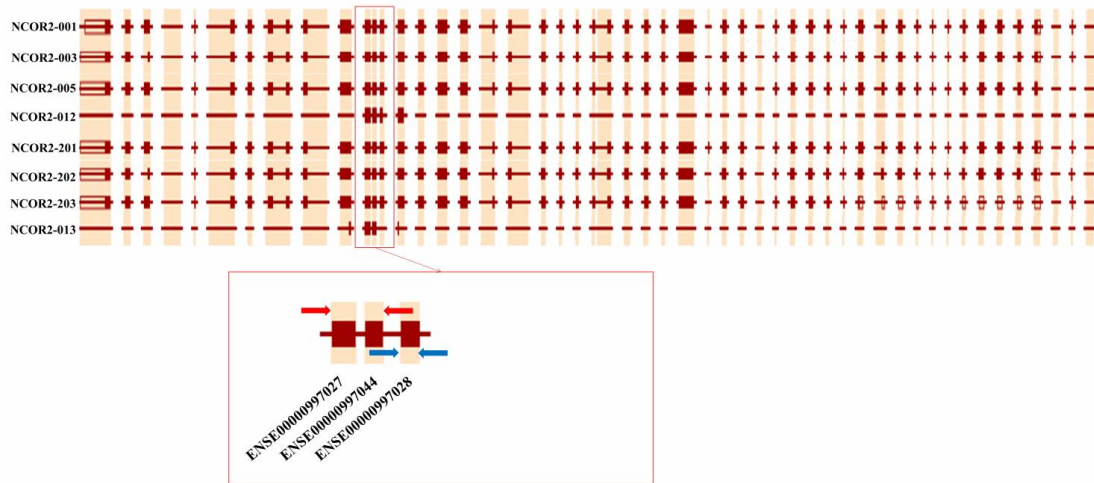 NCOR2-001
NCOR2-003
NCOR2-005
NCOR2-012
NCOR2-201
NCOR2-202
NCOR2-203
NCOR2-013
ENSE00000997027
ENSE00000997044
ENSE00000997028